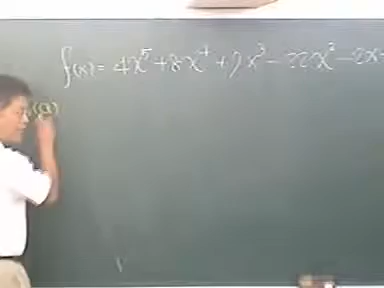 f(x) = 4x⁵ + 8x⁴ + 7x³ - 22x² - 2x
(a)